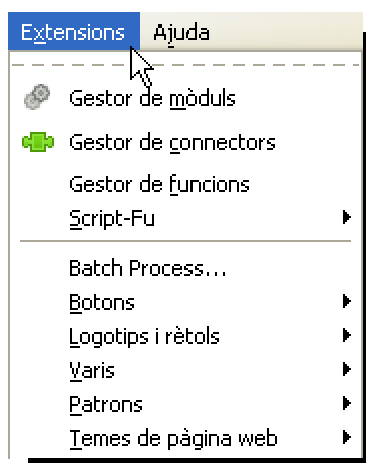 Extensions Ajuda
Gestor de mòduls
Gestor de connectors
Gestor de funcions
Script-Fu
Batch Process...
Botons
Logotips i rètols
Varis
Patrons
Temes de pàgina web